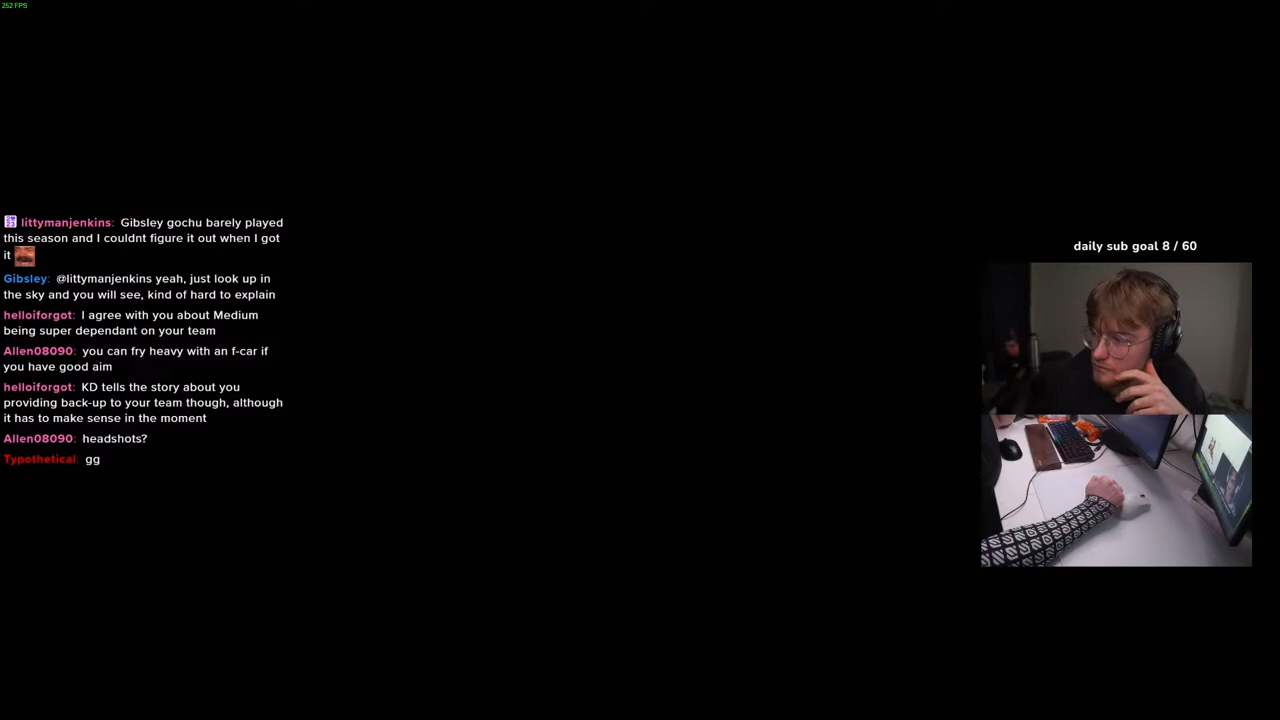 252 FPS
littymanjenkins: Gibsley gochu barely played
this season and I couldnt figure it out when I got
it
daily sub goal 8 / 60
Gibsley: @littymanjenkins yeah, just look up in
the sky and you will see, kind of hard to explain
helloiforgot: I agree with you about Medium
being super dependant on your team
Allen08090: you can fry heavy with an f-car if
you have good aim
helloiforgot: KD tells the story about you
providing back-up to your team though, although
it has to make sense in the moment
Allen08090: headshots?
Typothetical: gg